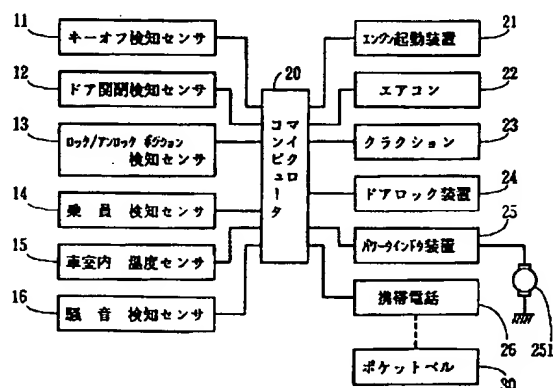 11
キーオフ検知センサ
12
ドア開閉検知センサ
13
ロック/アンロック ポジション
検知センサ
14
乗員 検知センサ
15
車室内 温度センサ
16
騒音 検知センサ
20
マイクロ
コンピュータ
21
エンジン起動装置
22
エアコン
23
クラクション
24
ドアロック装置
25
パワーウインドウ装置
251
携帯電話
26
ポケットベル
30